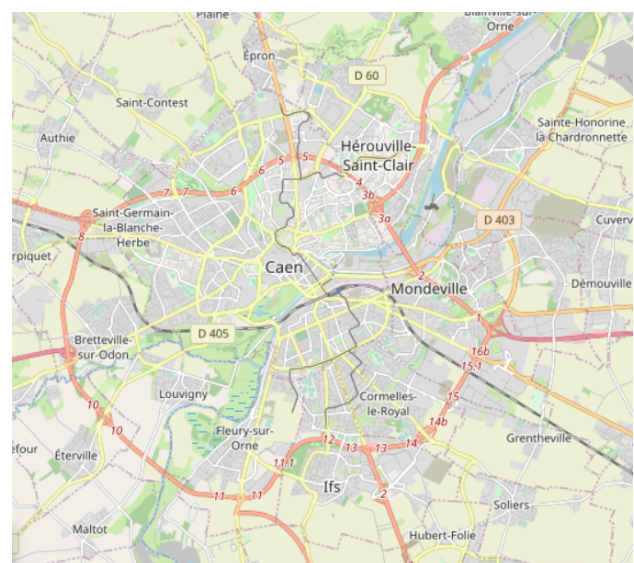 Plaine
Blainville-sur-
Orne
Épron
D 60
Saint-Contest
Authie
Hérouville-
Saint-Clair
Sainte-Honorine
la Chardonnette
5
5
6
6
7
7
4
3b
3a
Saint-Germain-
la-Blanche-
Herbe
8
D 403
Cuverv
rpiquet
Caen
2
Mondeville
Démouville
1
D 405
Bretteville-
sur-Odon
16b
15.1
Louvigny
15
Cormelles-
le-Royal
10
10
14b
Fleury-sur-
Orne
12
13
13
14
Grentheville
efour
Éterville
11.1
11
11
Ifs
2
Soliers
Maltot
Hubert-Folie